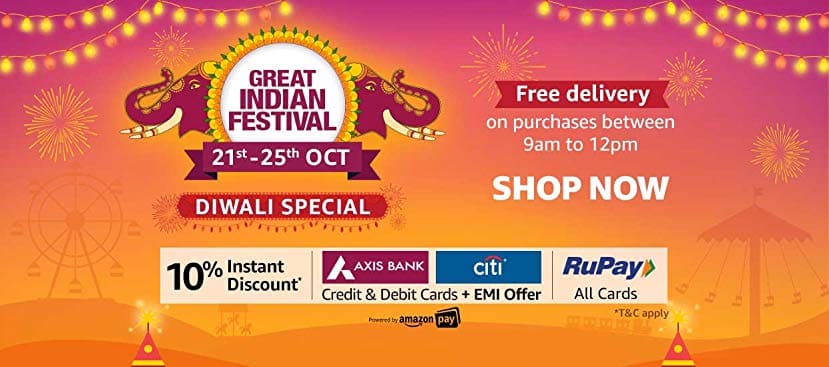 GREAT
INDIAN
FESTIVAL
21st-25th OCT
DIWALI SPECIAL
Free delivery
on purchases between
9am to 12pm
SHOP NOW
10% Instant
Discount*
AXIS BANK
citi
Credit & Debit Cards + EMI Offer
RuPay
All Cards
*T&C apply
Powered by amazon pay